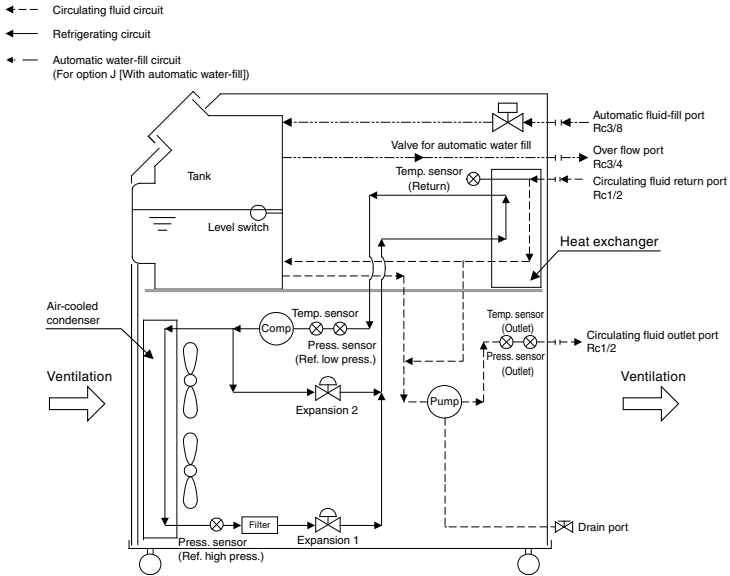 Circulating fluid circuit
Refrigerating circuit
Automatic water-fill circuit
(For option J [With automatic water-fill])
Automatic fluid-fill port
Rc3/8
Valve for automatic water fill
Over flow port
Rc3/4
Tank
Temp. sensor
(Return)
Circulating fluid return port
Rc1/2
Level switch
Heat exchanger
Air-cooled
condenser
Temp. sensor
Comp
Press. sensor
(Ref. low press.)
Temp. sensor
(Outlet)
Press. sensor
(Outlet)
Circulating fluid outlet port
Rc1/2
Ventilation
Ventilation
Expansion 2
Pump
Filter
Expansion 1
Press. sensor
(Ref. high press.)
Drain port